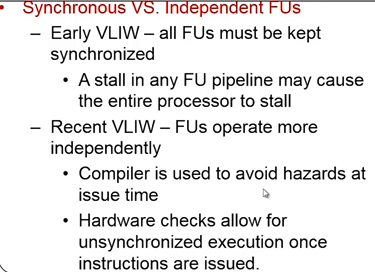 • Synchronous VS. Independent FUs
– Early VLIW – all FUs must be kept
synchronized
• A stall in any FU pipeline may cause
the entire processor to stall
– Recent VLIW – FUs operate more
independently
• Compiler is used to avoid hazards at
issue time
• Hardware checks allow for
unsynchronized execution once
instructions are issued.